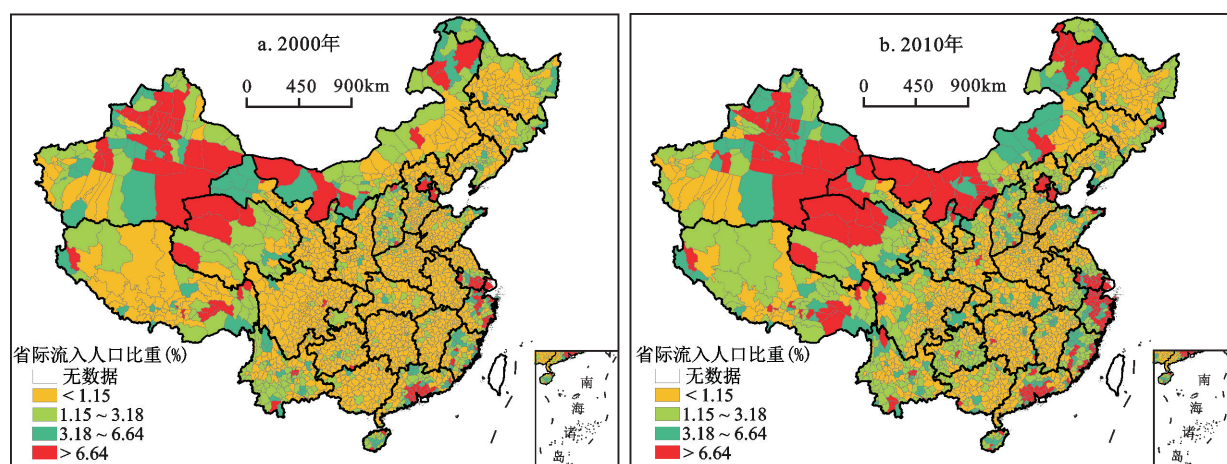 a. 2000年
0 450 900km
省际流入人口比重(%)
无数据
< 1.15
1.15 ~ 3.18
3.18 ~ 6.64
> 6.64
南
海
诸
岛
b. 2010年
0 450 900km
省际流入人口比重(%)
无数据
< 1.15
1.15 ~ 3.18
3.18 ~ 6.64
> 6.64
南
海
诸
岛